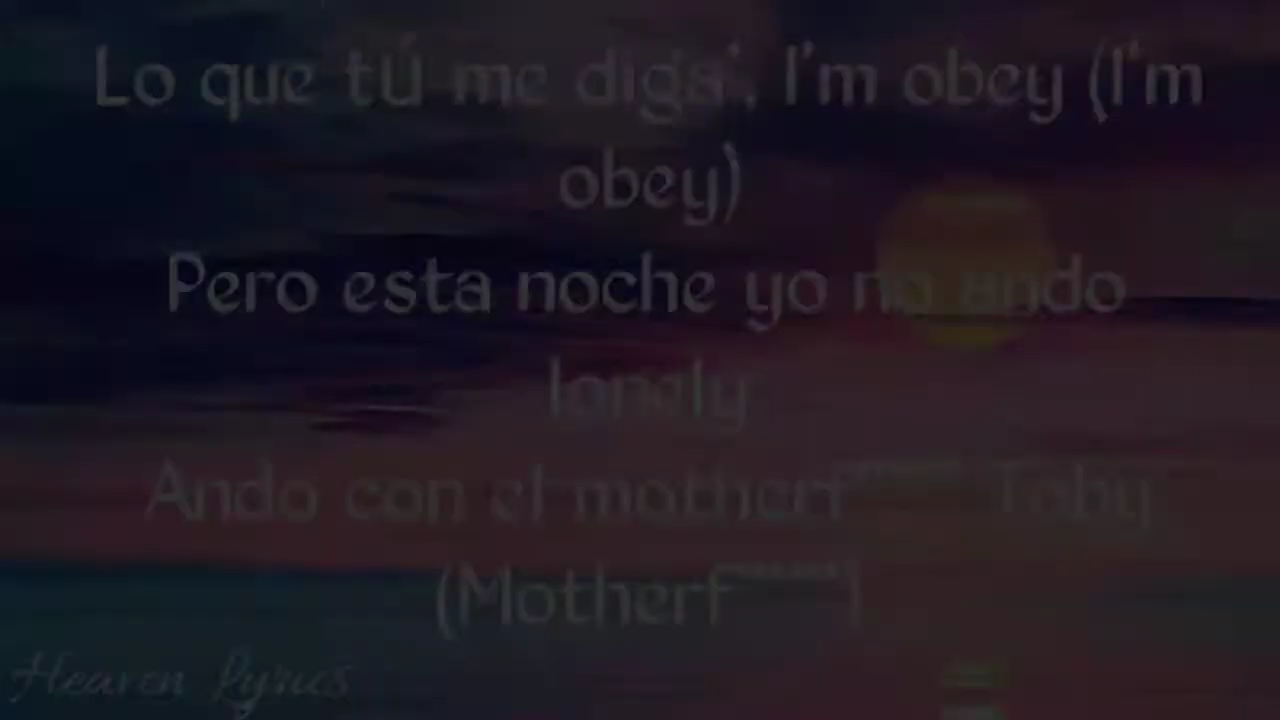 Lo que tú me digs', I'm obey (I'm
obey)
Pero esta noche yo no ando
lonely
Ando con el motherf****** Toby
(Motherf******)
Heaven Lyrics